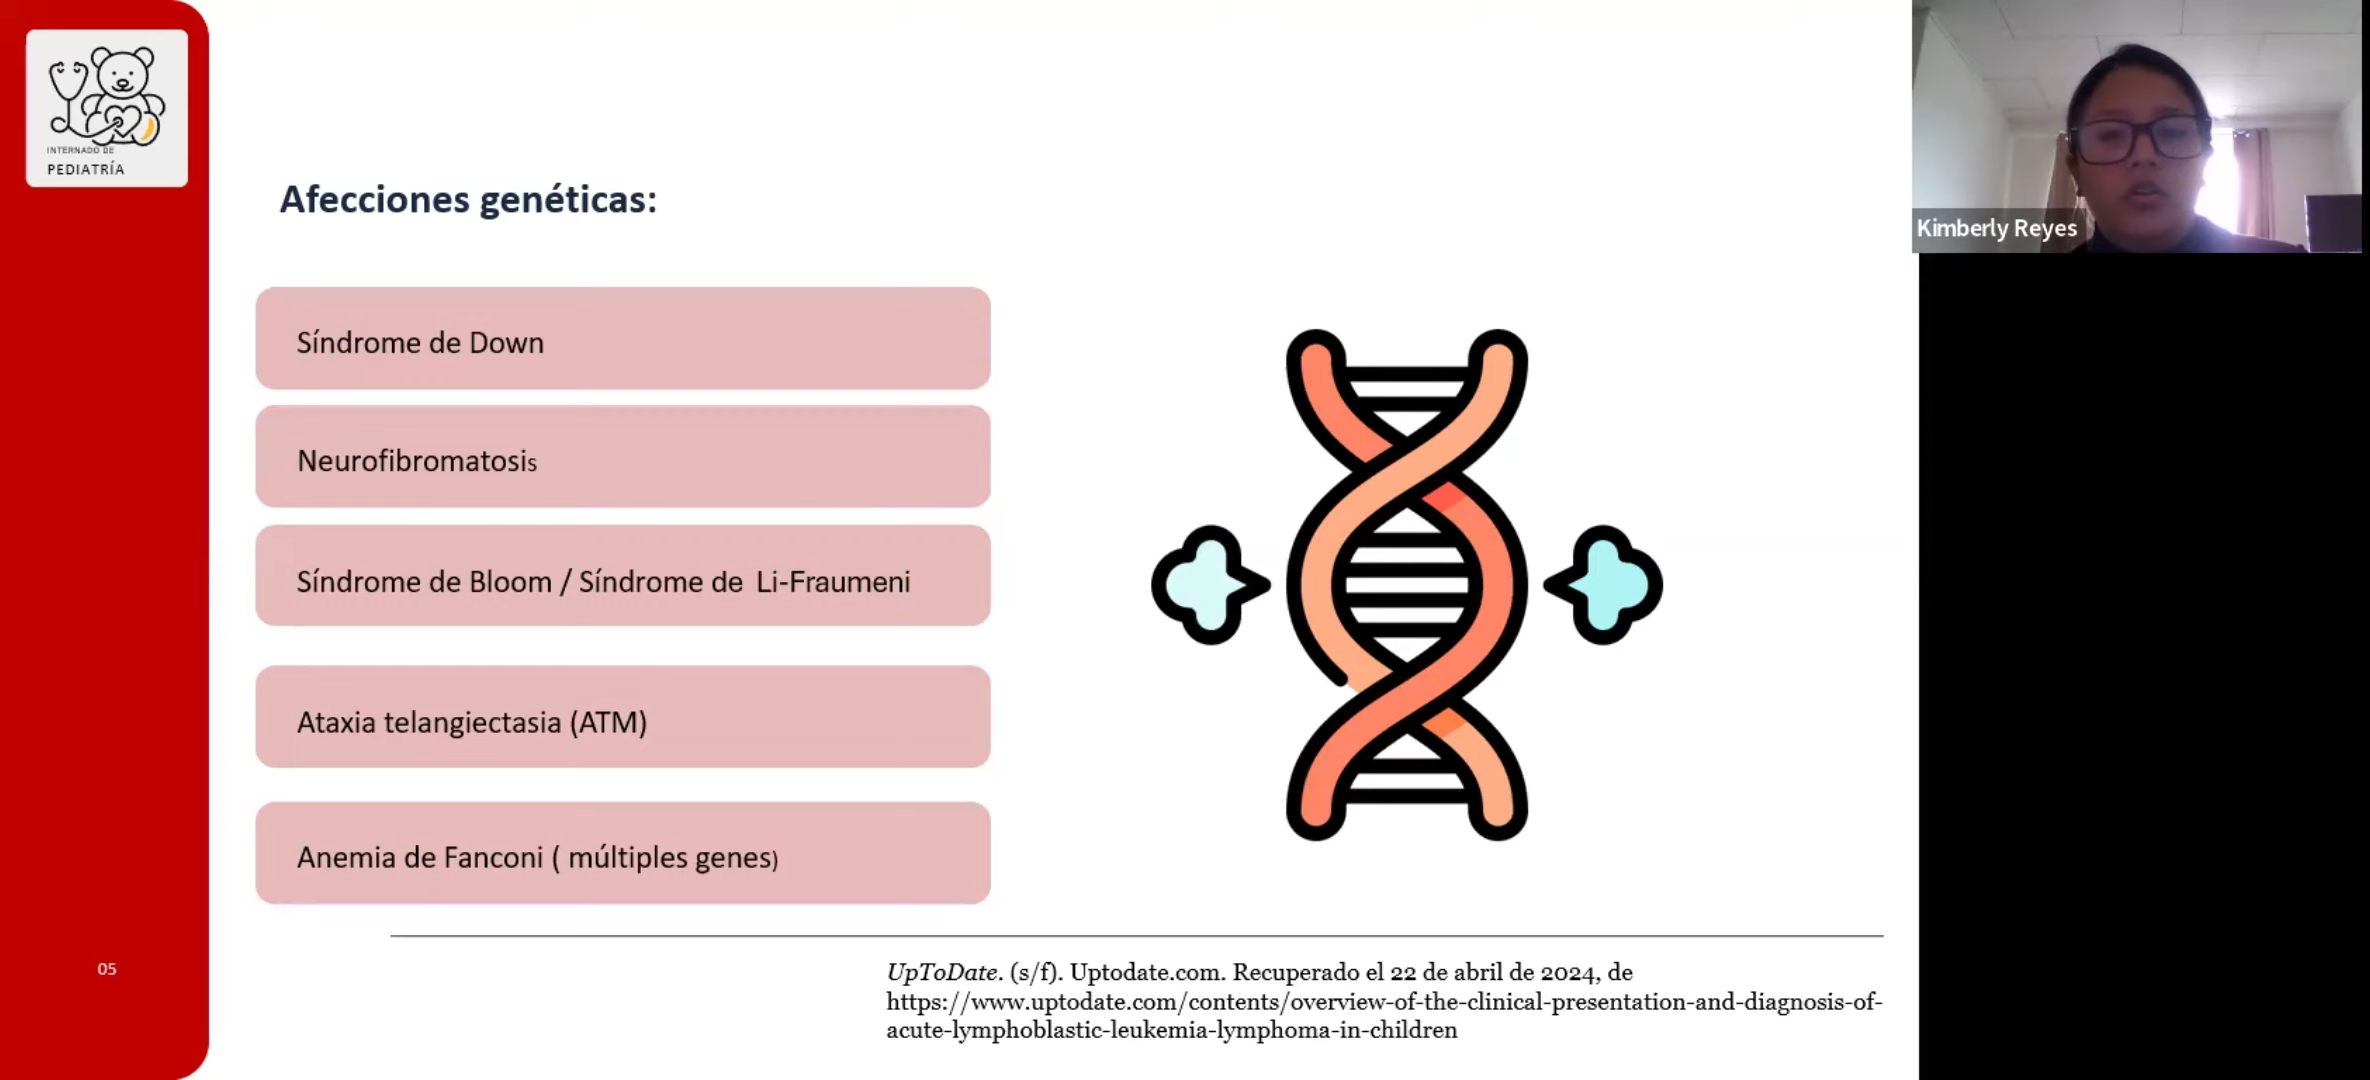 INTERNADO DE
PEDIATRÍA
Afecciones genéticas:
Síndrome de Down
Neurofibromatosis
Síndrome de Bloom / Síndrome de Li-Fraumeni
Ataxia telangiectasia (ATM)
Anemia de Fanconi ( múltiples genes)
05
UpToDate. (s/f). Uptodate.com. Recuperado el 22 de abril de 2024, de
https://www.uptodate.com/contents/overview-of-the-clinical-presentation-and-diagnosis-of-
acute-lymphoblastic-leukemia-lymphoma-in-children
Kimberly Reyes